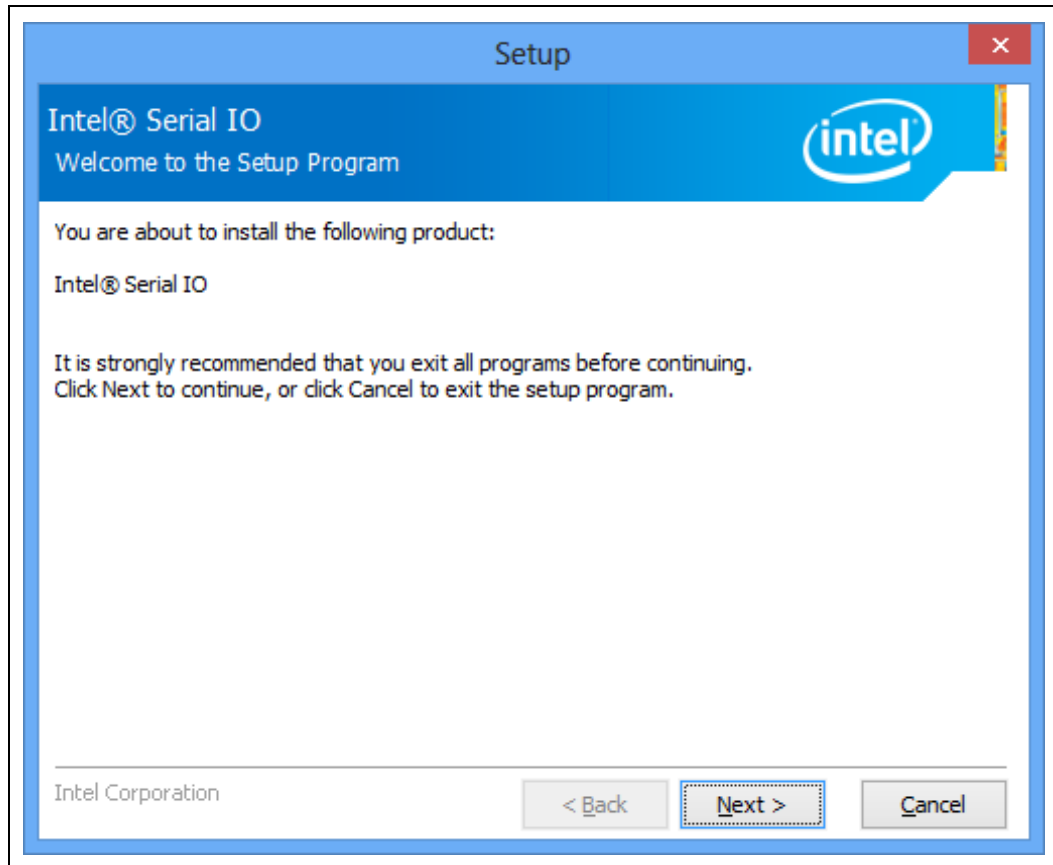 Setup
Intel® Serial IO
Welcome to the Setup Program
intel
You are about to install the following product:
Intel® Serial IO
It is strongly recommended that you exit all programs before continuing.
Click Next to continue, or click Cancel to exit the setup program.
Intel Corporation
< Back
Next >
Cancel